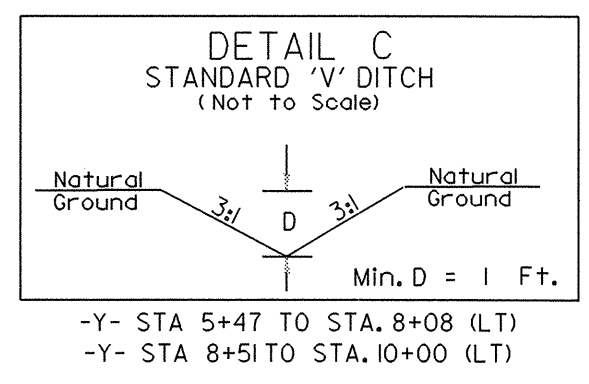 DETAIL C
STANDARD 'V' DITCH
(Not to Scale)
Natural
Ground
3:1
D
3:1
Natural
Ground
Min. D = 1 Ft.
-Y- STA 5+47 TO STA. 8+08 (LT)
-Y- STA 8+51 TO STA. 10+00 (LT)